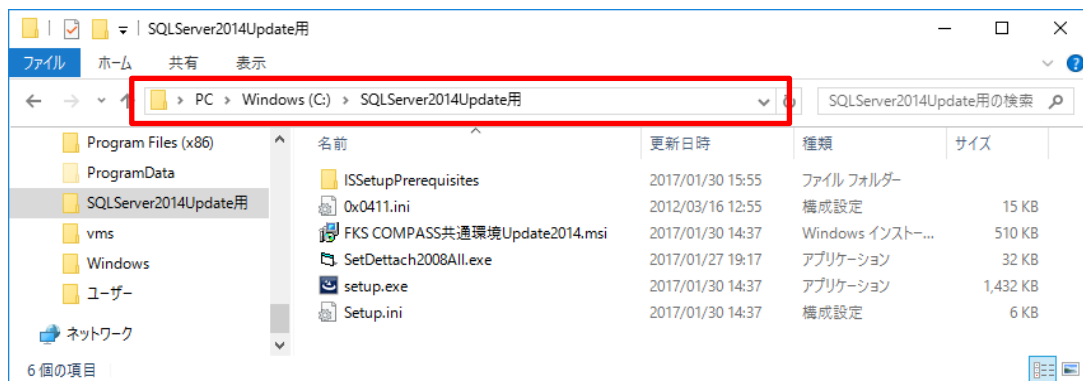 SQLServer2014Update用
ファイル ホーム 共有 表示
PC > Windows (C:) > SQLServer2014Update用 SQLServer2014Update用の検索
名前 更新日時 種類 サイズ
Program Files (x86)
ProgramData
SQLServer2014Update用
vms
Windows
ユーザー
ネットワーク
ISSetupPrerequisites 2017/01/30 15:55 ファイル フォルダー
0x0411.ini 2012/03/16 12:55 構成設定 15 KB
FKS COMPASS共通環境Update2014.msi 2017/01/30 14:37 Windows インストー... 510 KB
SetDettach2008All.exe 2017/01/27 19:17 アプリケーション 32 KB
setup.exe 2017/01/30 14:37 アプリケーション 1,432 KB
Setup.ini 2017/01/30 14:37 構成設定 6 KB
6 個の項目